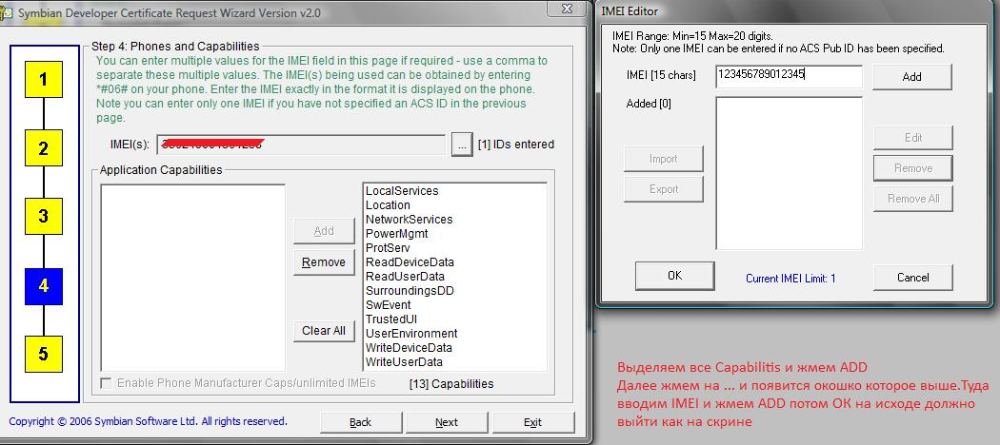 Symbian Developer Certificate Request Wizard Version v2.0
1
2
3
4
5
Step 4: Phones and Capabilities
You can enter multiple values for the IMEI field in this page if required - use a comma to
separate these multiple values. The IMEI(s) being used can be obtained by entering
*#06# on your phone. Enter the IMEI exactly in the format it is displayed on the phone.
Note you can enter only one IMEI if you have not specified an ACS ID in the previous
page.
IMEI(s):
... [1] IDs entered
Application Capabilities
Add
Remove
Clear All
LocalServices
Location
NetworkServices
PowerMgmt
ProtServ
ReadDeviceData
ReadUserData
SurroundingsDD
SwEvent
TrustedUI
UserEnvironment
WriteDeviceData
WriteUserData
Enable Phone Manufacturer Caps/unlimited IMEIs
[13] Capabilities
Copyright © 2006 Symbian Software Ltd. All rights reserved.
Back
Next
Exit
IMEI Editor
IMEI Range: Min=15 Max=20 digits.
Note: Only one IMEI can be entered if no ACS Pub ID has been specified.
IMEI [15 chars]
123456789012345
Add
Added [0]
Import
Export
Edit
Remove
Remove All
OK
Current IMEI Limit: 1
Cancel
Выделяем все Capabilitis и жмем ADD
Далее жмем на ... и появится окошко которое выше.Туда
вводим IMEI и жмем ADD потом ОК на исходе должно
выйти как на скрине